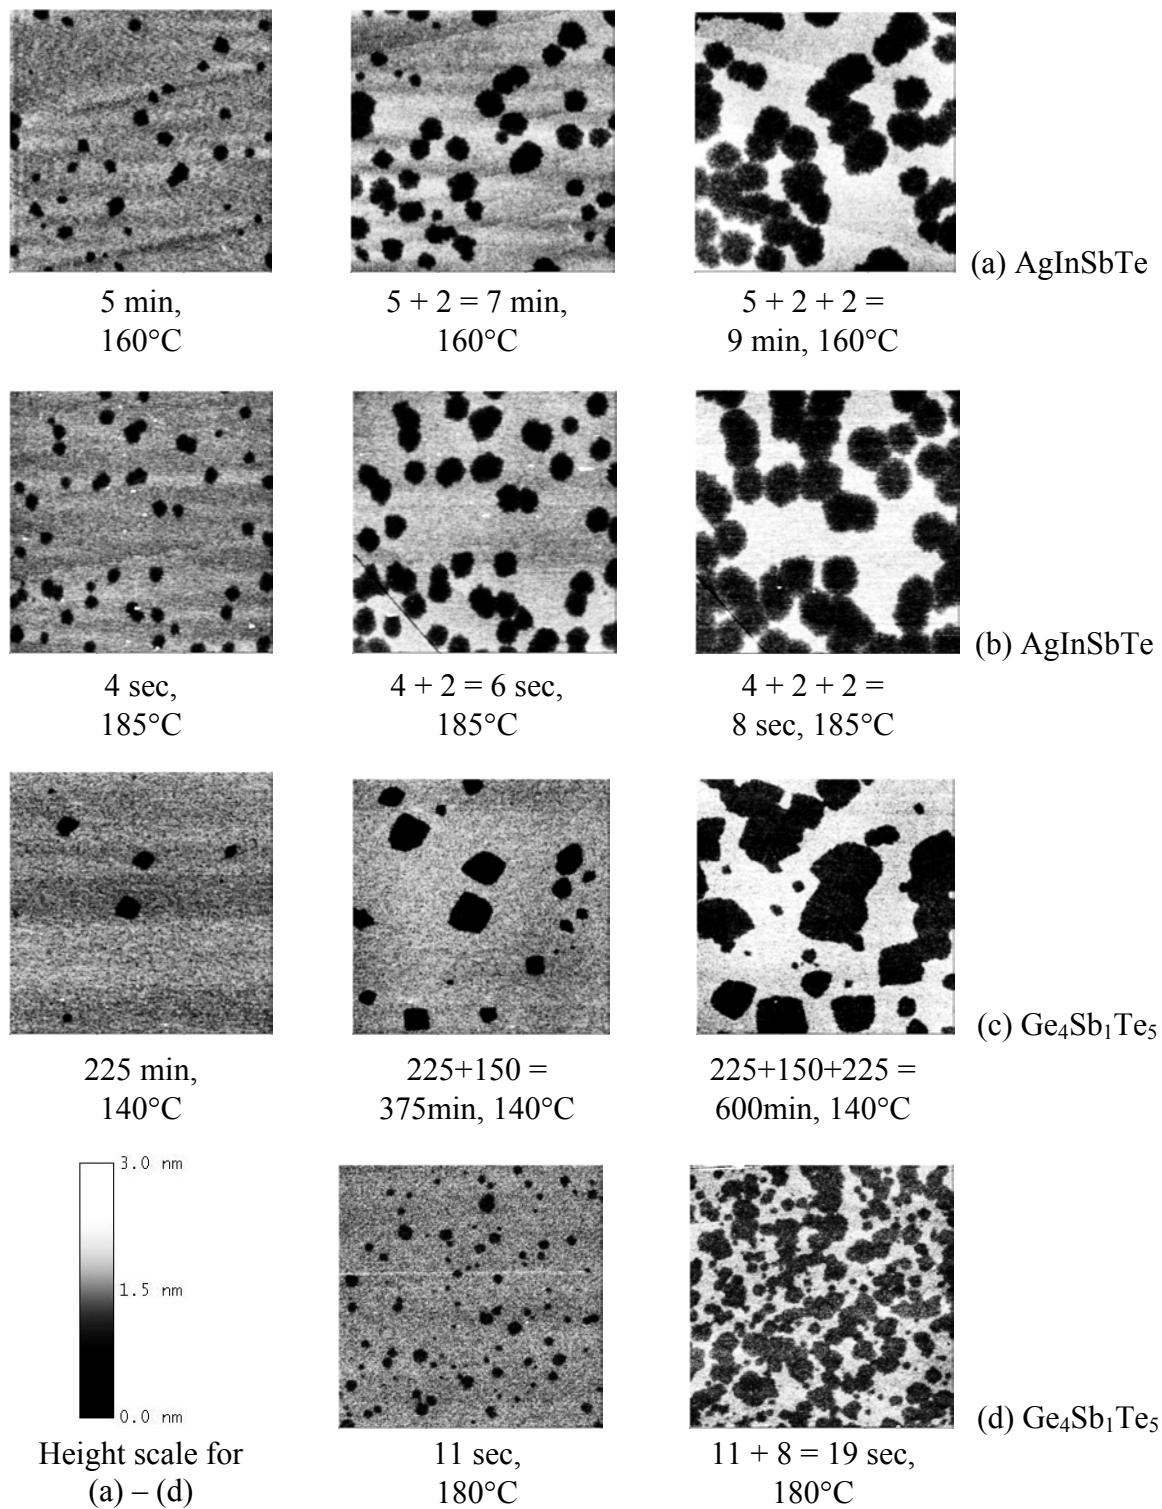 (a) AgInSbTe
5 min,
160°C
5 + 2 = 7 min,
160°C
5 + 2 + 2 =
9 min, 160°C
(b) AgInSbTe
4 sec,
185°C
4 + 2 = 6 sec,
185°C
4 + 2 + 2 =
8 sec, 185°C
(c) Ge₄Sb₁Te₅
225 min,
140°C
225+150 =
375min, 140°C
225+150+225 =
600min, 140°C
3.0 nm
1.5 nm
0.0 nm
Height scale for
(a) – (d)
(d) Ge₄Sb₁Te₅
11 sec,
180°C
11 + 8 = 19 sec,
180°C